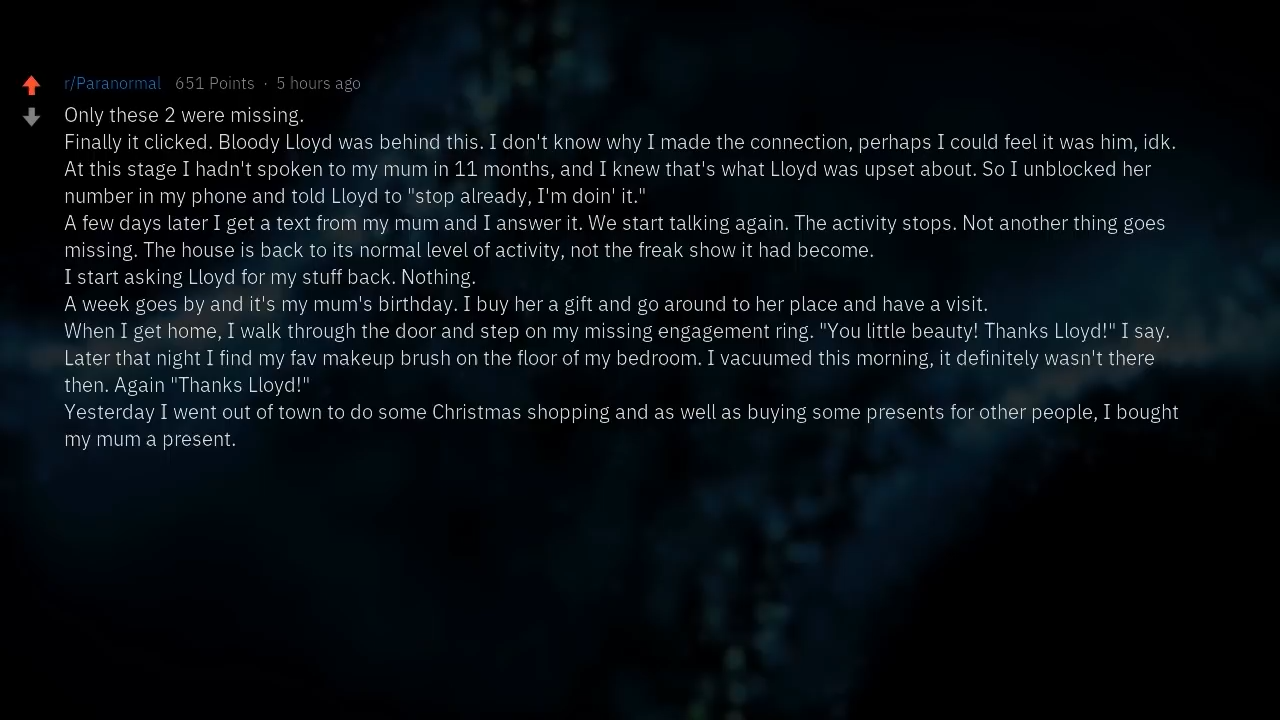 r/Paranormal 651 Points · 5 hours ago
Only these 2 were missing.
Finally it clicked. Bloody Lloyd was behind this. I don't know why I made the connection, perhaps I could feel it was him, idk.
At this stage I hadn't spoken to my mum in 11 months, and I knew that's what Lloyd was upset about. So I unblocked her
number in my phone and told Lloyd to "stop already, I'm doin' it."
A few days later I get a text from my mum and I answer it. We start talking again. The activity stops. Not another thing goes
missing. The house is back to its normal level of activity, not the freak show it had become.
I start asking Lloyd for my stuff back. Nothing.
A week goes by and it's my mum's birthday. I buy her a gift and go around to her place and have a visit.
When I get home, I walk through the door and step on my missing engagement ring. "You little beauty! Thanks Lloyd!" I say.
Later that night I find my fav makeup brush on the floor of my bedroom. I vacuumed this morning, it definitely wasn't there
then. Again "Thanks Lloyd!"
Yesterday I went out of town to do some Christmas shopping and as well as buying some presents for other people, I bought
my mum a present.